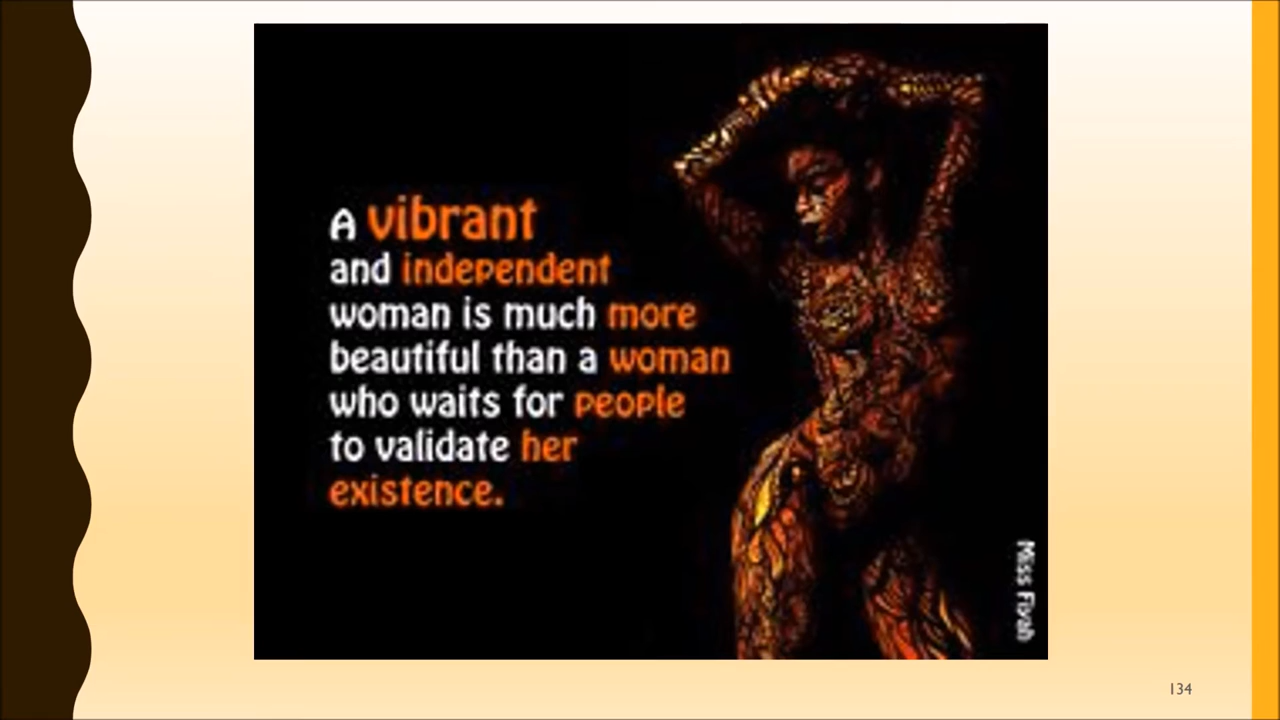 A vibrant
and independent
woman is much more
beautiful than a woman
who waits for people
to validate her
existence.
Miss Fiyah
134